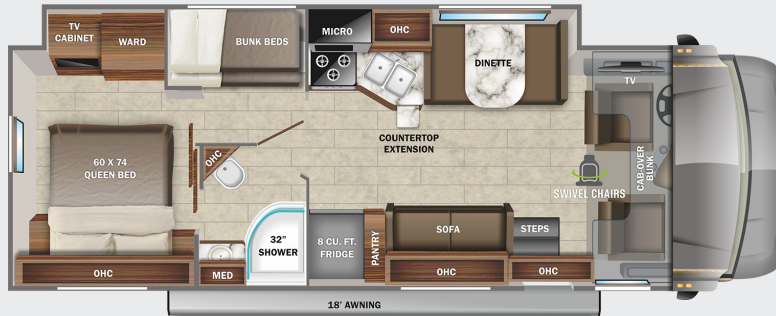 TV
CABINET
WARD
BUNK BEDS
MICRO
OHC
DINETTE
TV
COUNTERTOP
EXTENSION
OHC
60 X 74
QUEEN BED
CAB-OVER
BUNK
SWIVEL CHAIRS
32"
SHOWER
8 CU. FT.
FRIDGE
PANTRY
SOFA
STEPS
OHC
MED
OHC
OHC
18' AWNING